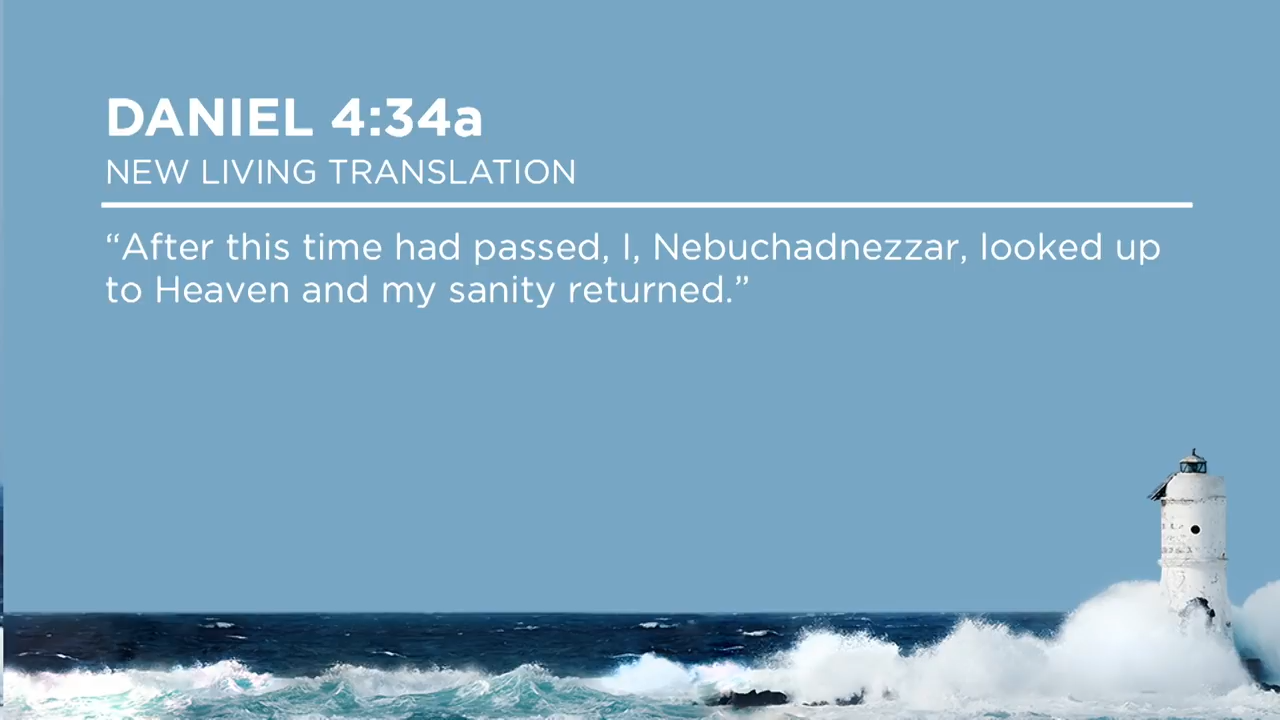 DANIEL 4:34a
NEW LIVING TRANSLATION
“After this time had passed, I, Nebuchadnezzar, looked up
to Heaven and my sanity returned.”